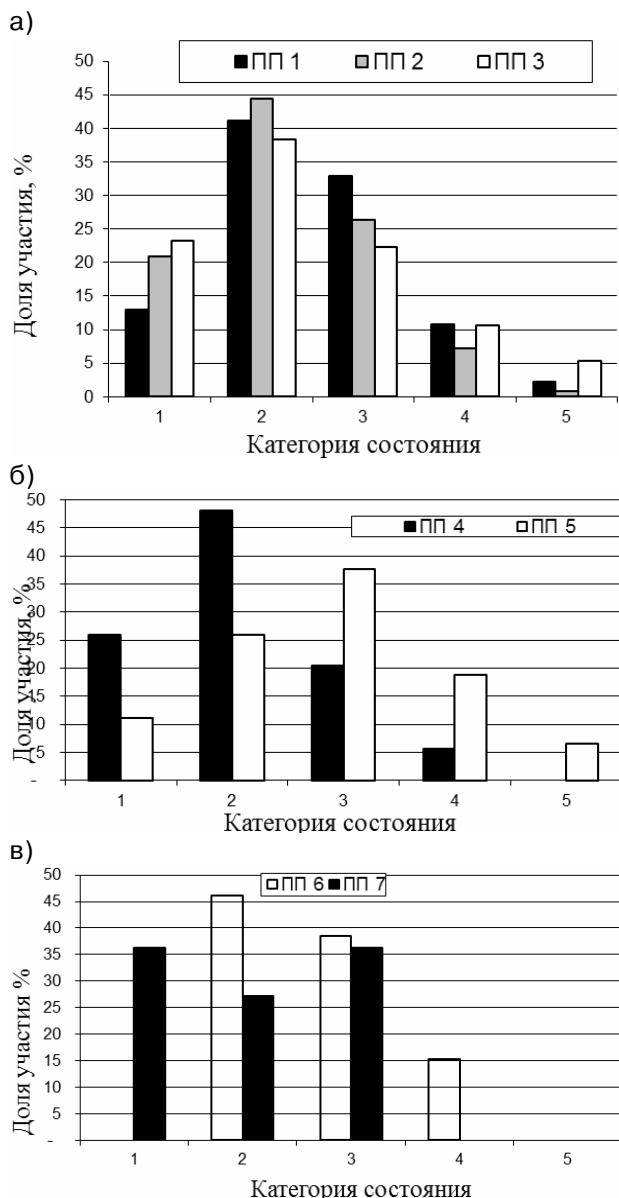 а)
ПП 1 ПП 2 ПП 3
Доля участия, %
50
45
40
35
30
25
20
15
10
5
0
1 2 3 4 5
Категория состояния
б)
ПП 4 ПП 5
Доля участия, %
50
45
40
35
30
25
20
15
10
5
-
1 2 3 4 5
Категория состояния
в)
ПП 6 ПП 7
Доля участия %
50
45
40
35
30
25
20
15
10
5
-
1 2 3 4 5
Категория состояния